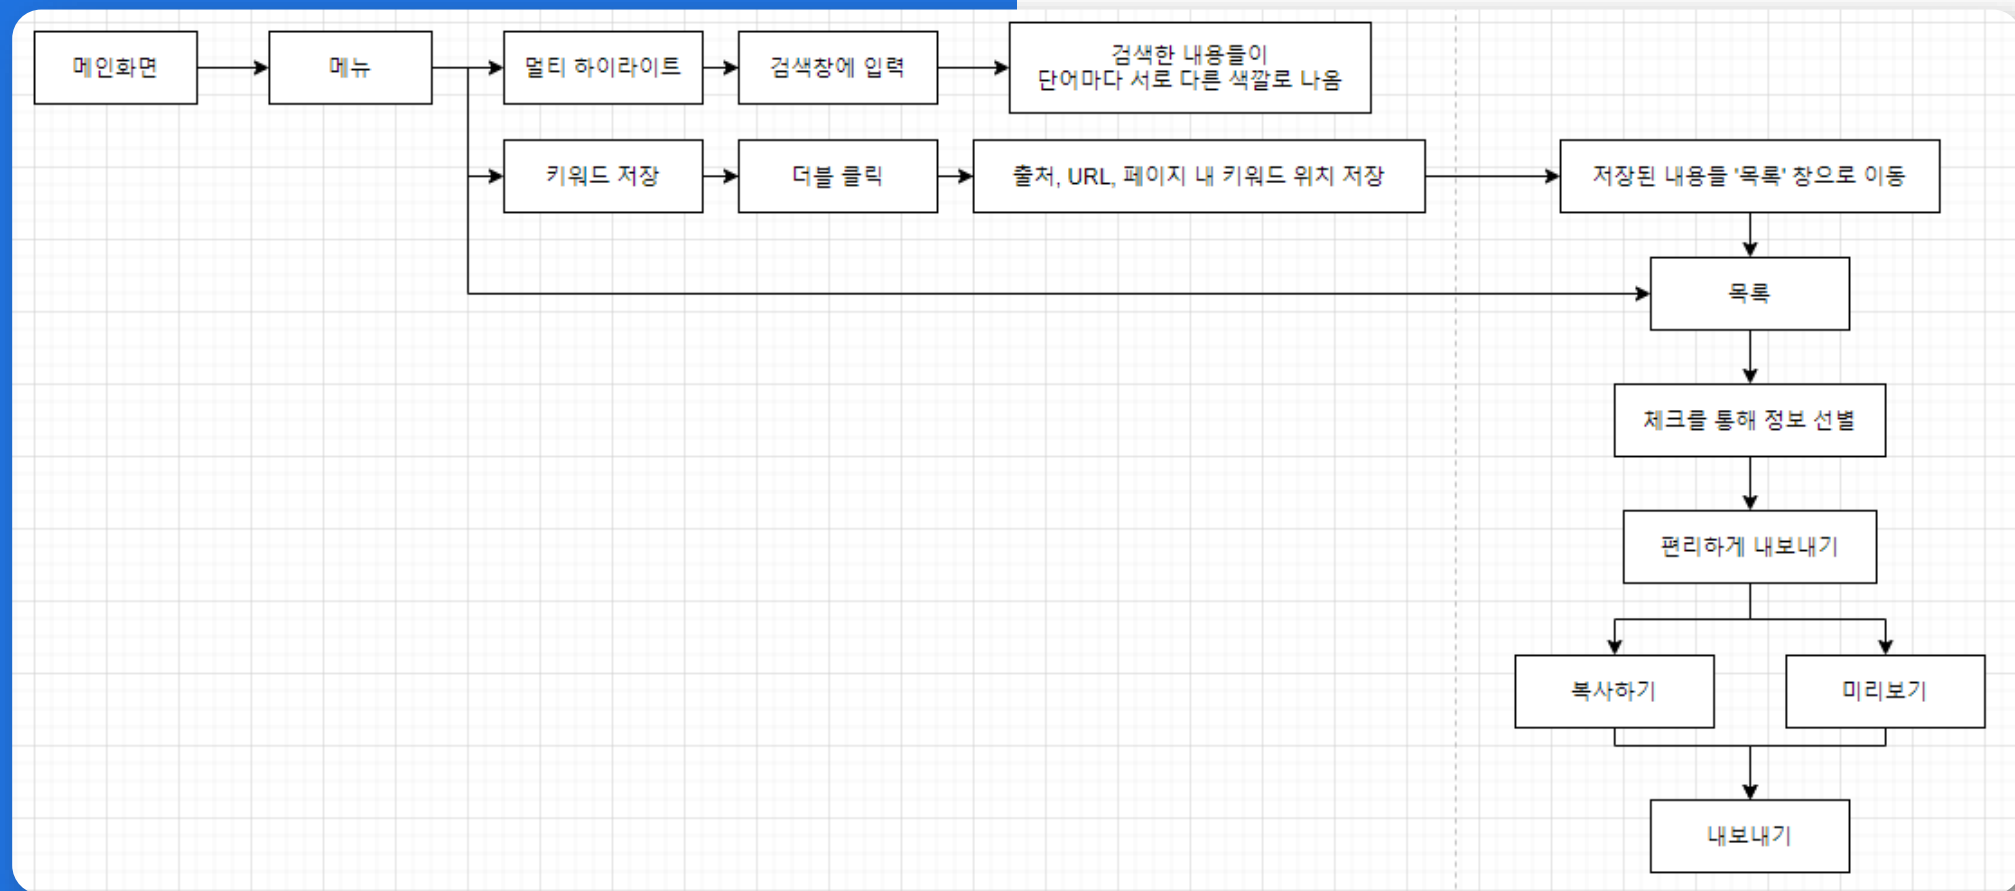 메인화면
메뉴
멀티 하이라이트
검색창에 입력
검색한 내용들이
단어마다 서로 다른 색깔로 나옴
키워드 저장
더블 클릭
출처, URL, 페이지 내 키워드 위치 저장
저장된 내용들 '목록' 창으로 이동
목록
체크를 통해 정보 선별
편리하게 내보내기
복사하기
미리보기
내보내기